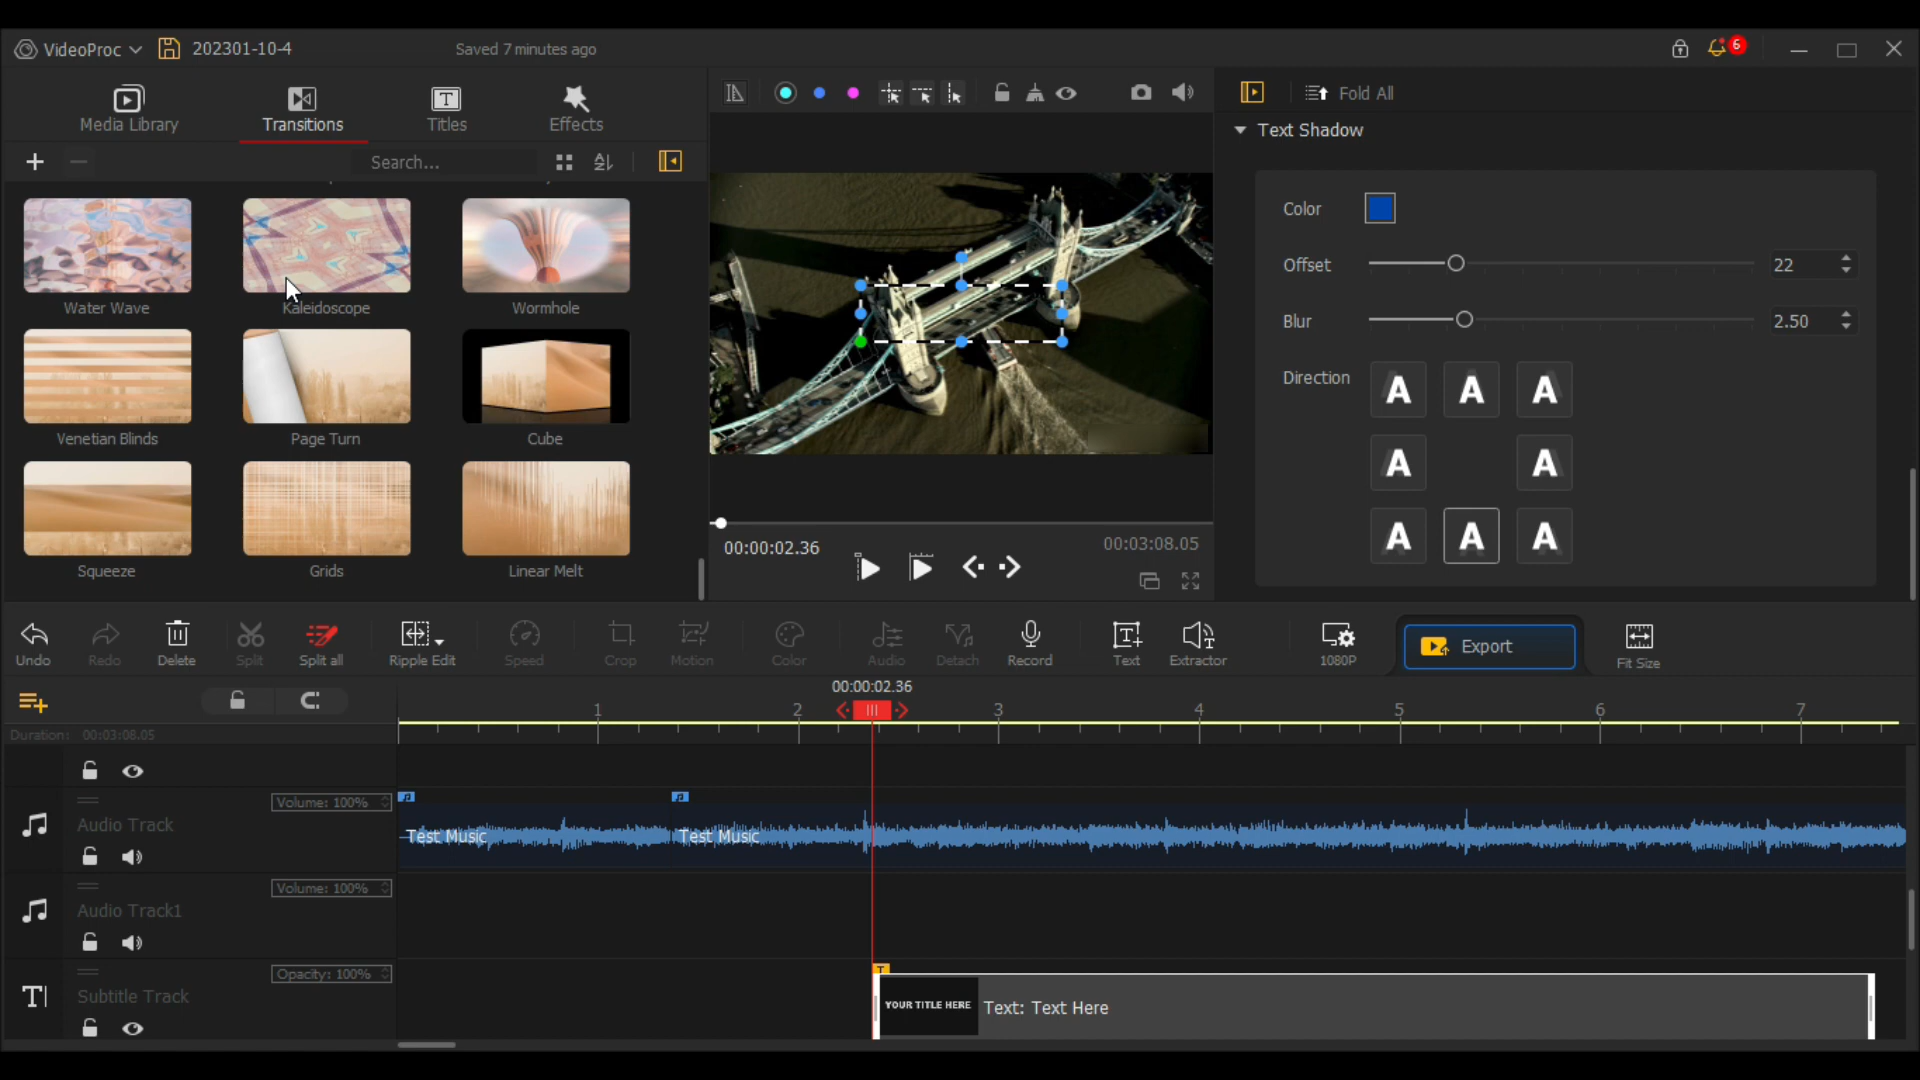 VideoProc
202301-10-4
Saved 7 minutes ago
6
Media Library
Transitions
Titles
Effects
Search...
Fold All
Text Shadow
Color
Offset
22
Blur
2.50
Direction
A A A
A A
A A A
Water Wave
Kaleidoscope
Wormhole
Venetian Blinds
Page Turn
Cube
Squeeze
Grids
Linear Melt
00:00:02.36
00:03:08.05
Undo
Redo
Delete
Split
Split all
Ripple Edit
Speed
Crop
Motion
Color
Audio
Detach
Record
Text
Extractor
1080P
Export
Fit Size
00:00:02.36
1 2 3 4 5 6 7
Duration: 00:03:08.05
Volume: 100%
Audio Track
Test Music
Test Music
Volume: 100%
Audio Track1
Opacity: 100%
Subtitle Track
YOUR TITLE HERE
Text: Text Here